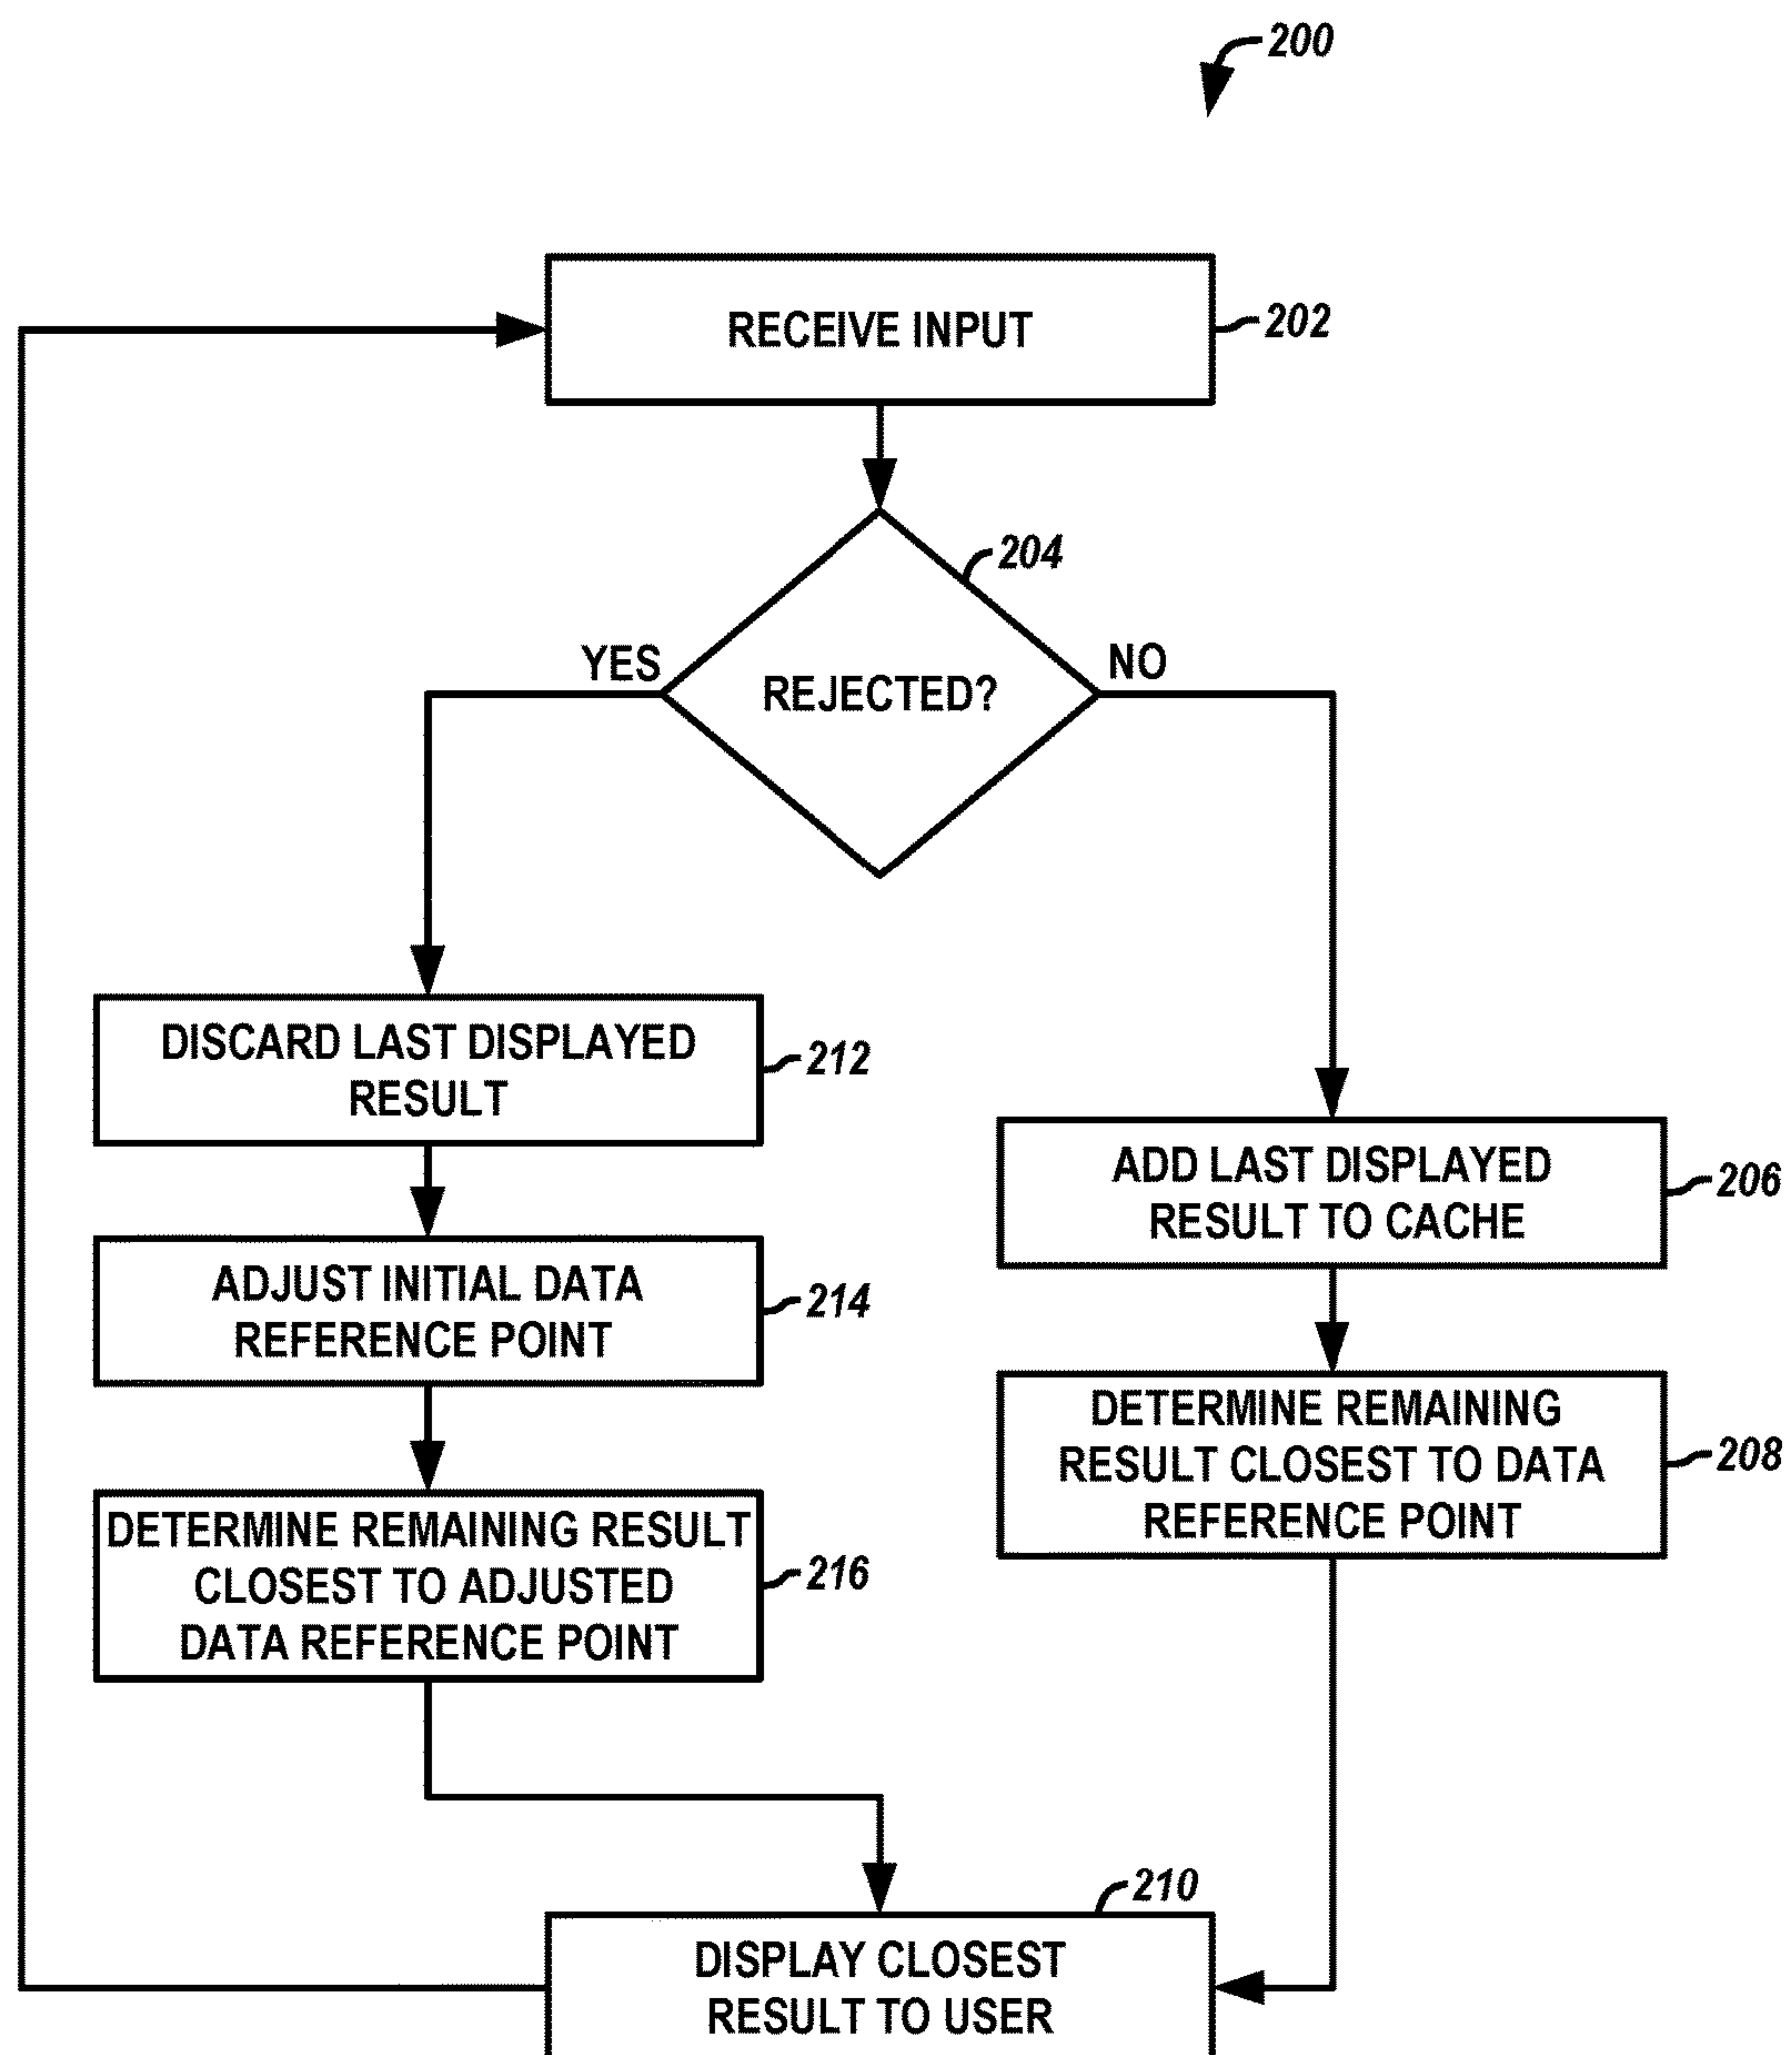 200
RECEIVE INPUT
202
204
YES
REJECTED?
NO
DISCARD LAST DISPLAYED
RESULT
212
ADD LAST DISPLAYED
RESULT TO CACHE
206
ADJUST INITIAL DATA
REFERENCE POINT
214
DETERMINE REMAINING
RESULT CLOSEST TO DATA
REFERENCE POINT
208
DETERMINE REMAINING RESULT
CLOSEST TO ADJUSTED
DATA REFERENCE POINT
216
210
DISPLAY CLOSEST
RESULT TO USER